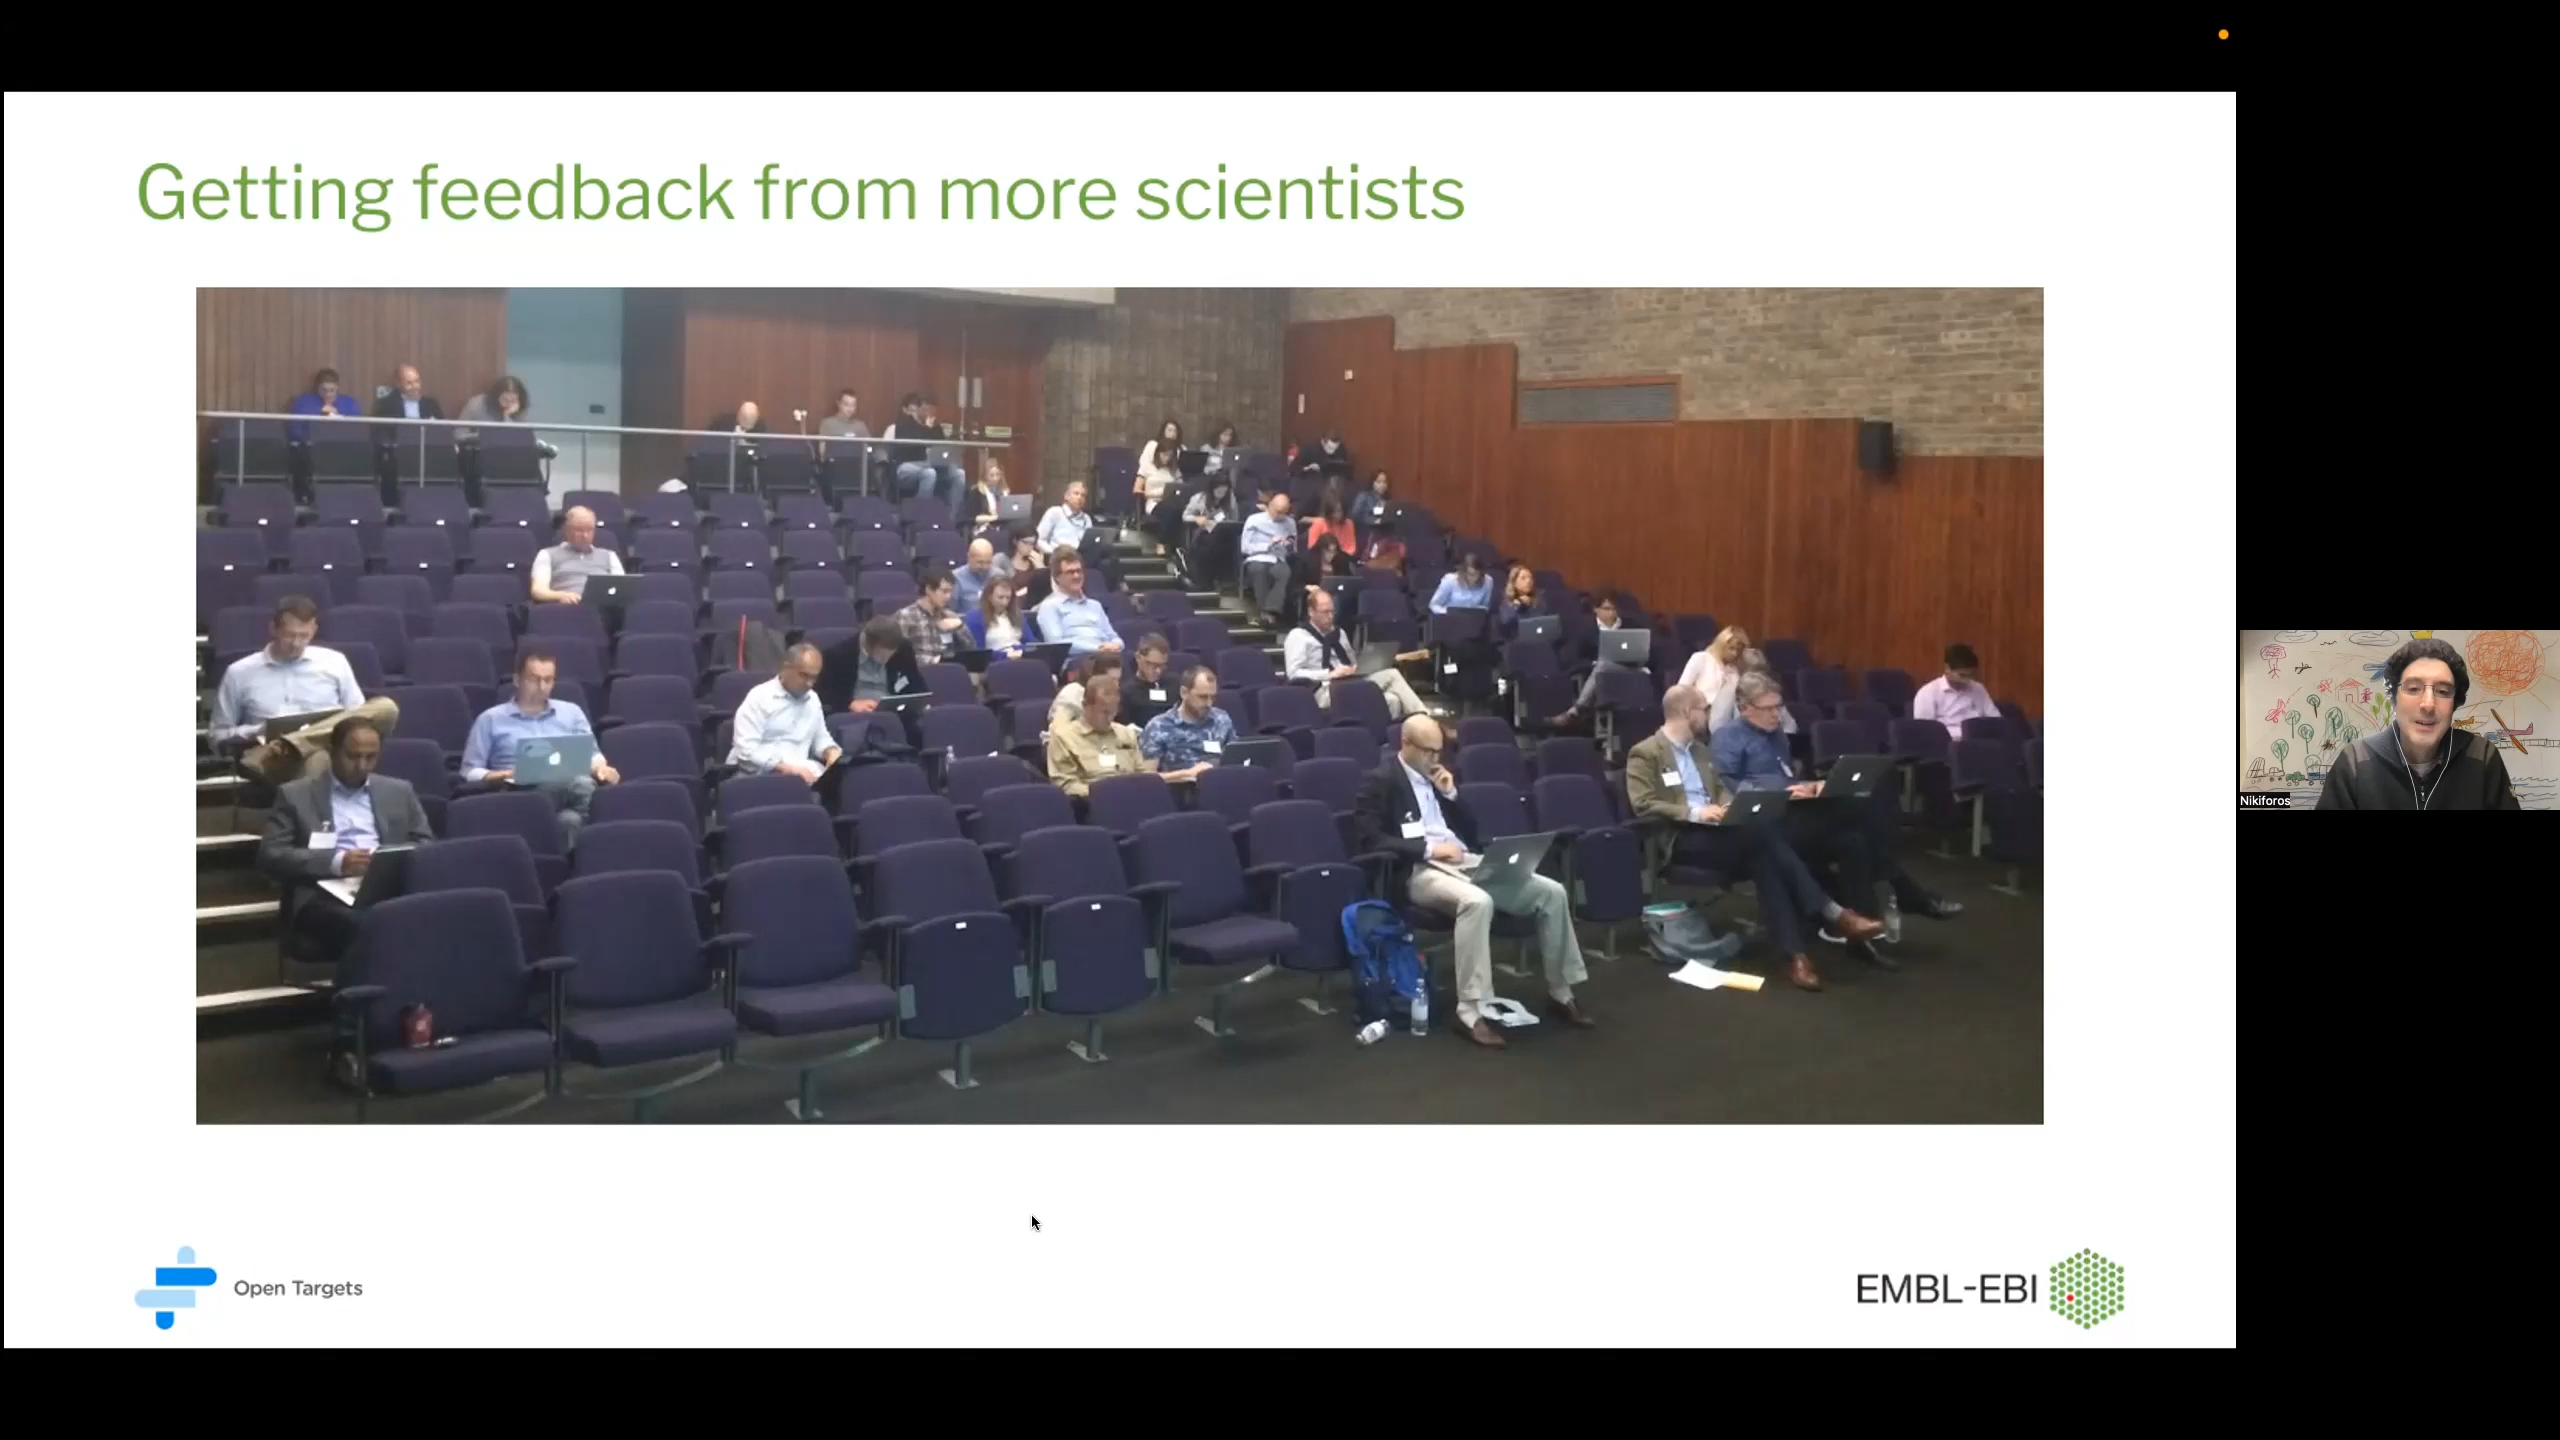 Getting feedback from more scientists
Nikiforos
Open Targets
EMBL-EBI